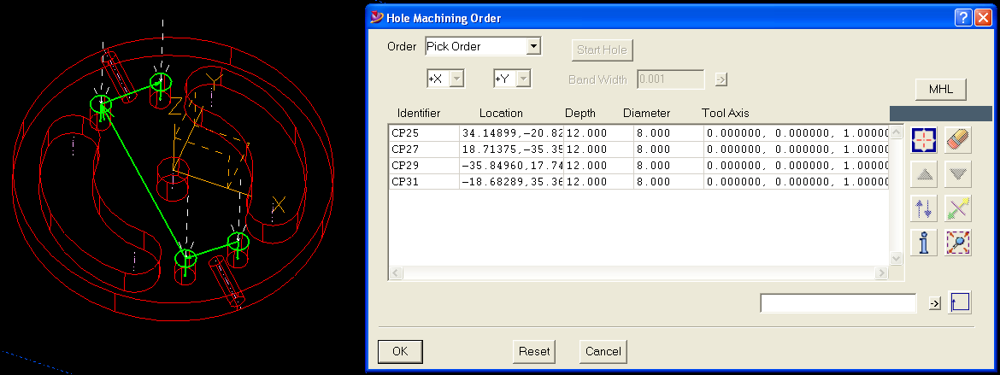 Hole Machining Order
Order Pick Order Start Hole
+X +Y Band Width 0.001
MHL
Identifier Location Depth Diameter Tool Axis
CP25 34.14899,-20.82 12.000 8.000 0.000000, 0.000000, 1.00000
CP27 18.71375,-35.35 12.000 8.000 0.000000, 0.000000, 1.00000
CP29 -35.84960,17.74 12.000 8.000 0.000000, 0.000000, 1.00000
CP31 -18.68289,35.36 12.000 8.000 0.000000, 0.000000, 1.00000
OK Reset Cancel
Y
Z
X